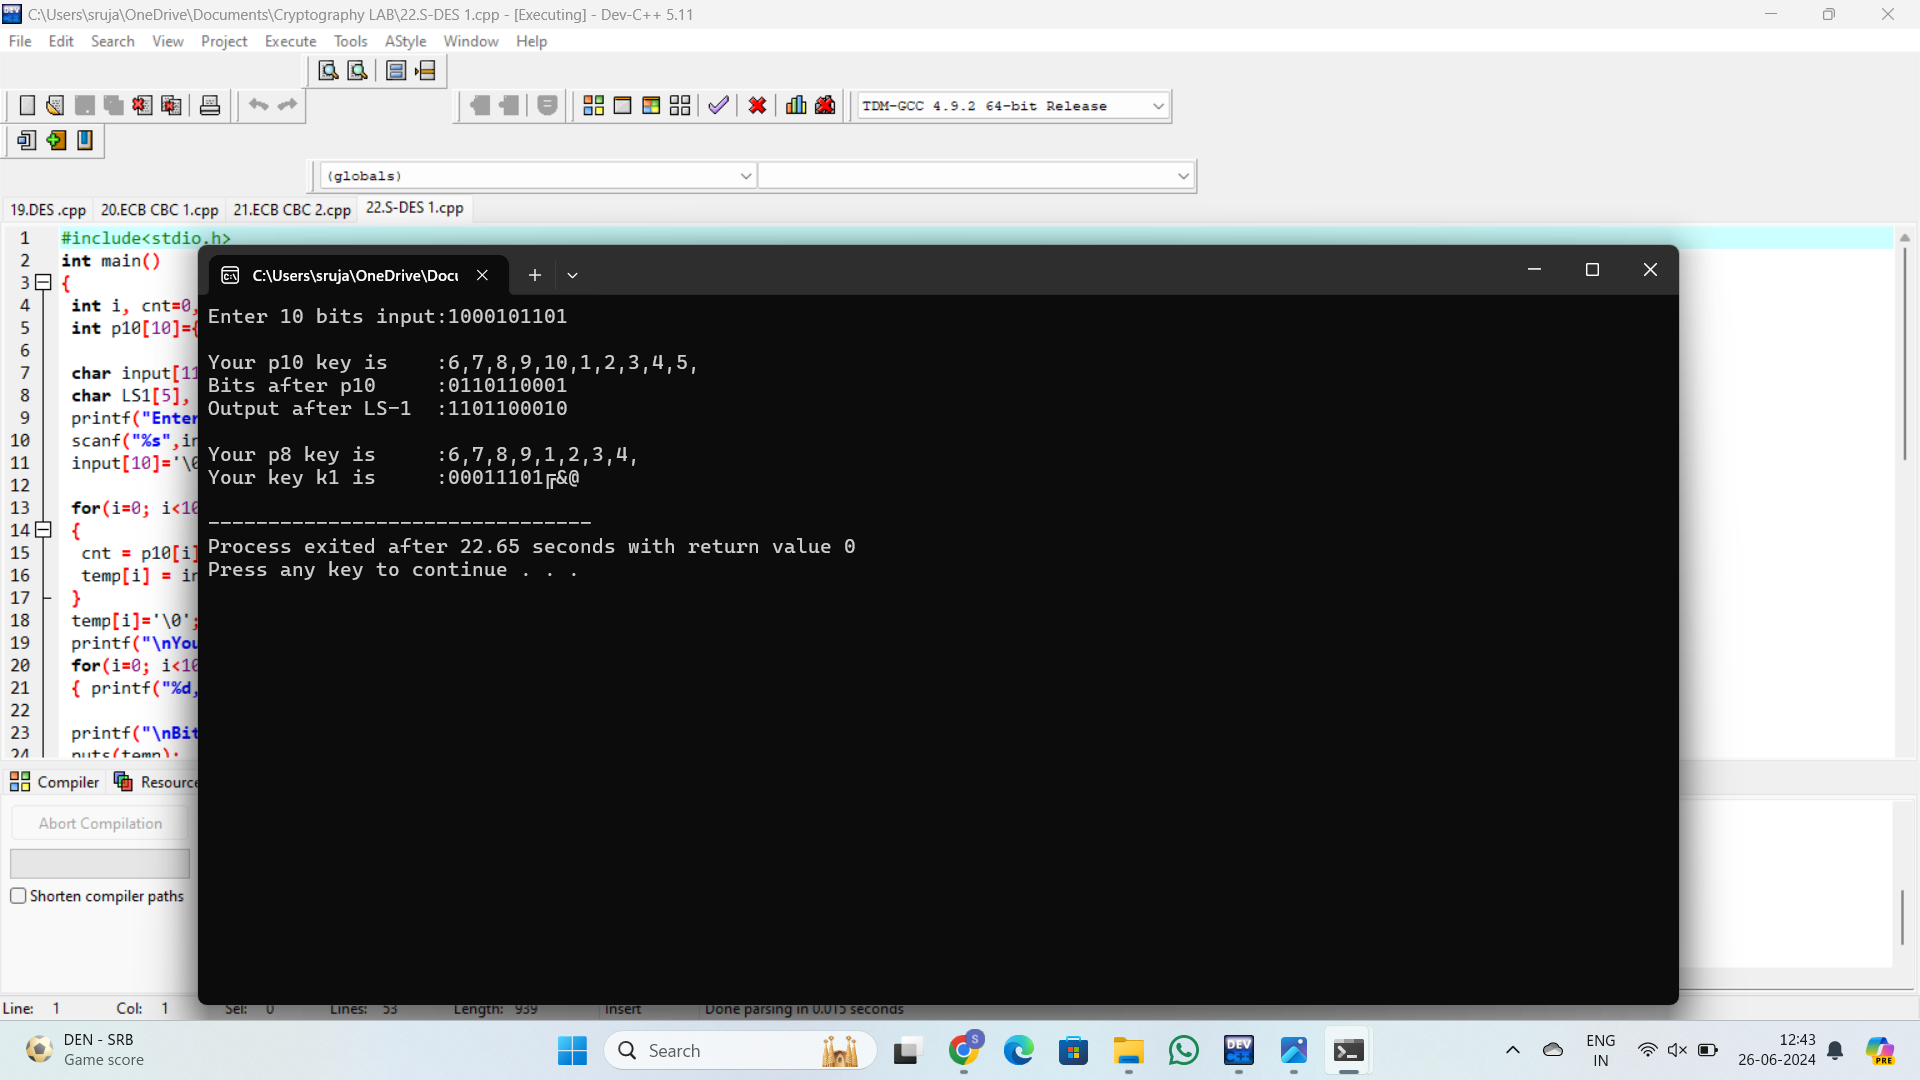 C:\Users\sruja\OneDrive\Documents\Cryptography LAB\22.S-DES 1.cpp - [Executing] - Dev-C++ 5.11
File Edit Search View Project Execute Tools AStyle Window Help
TDM-GCC 4.9.2 64-bit Release
(globals)
19.DES .cpp 20.ECB CBC 1.cpp 21.ECB CBC 2.cpp 22.S-DES 1.cpp
1 #include<stdio.h>
2 int main()
3 {
4 int i, cnt=0,
5 int p10[10]={
6
7 char input[11
8 char LS1[5],
9 printf("Enter
10 scanf("%s",in
11 input[10]='\0
12
13 for(i=0; i<10
14 {
15 cnt = p10[i]
16 temp[i] = in
17 }
18 temp[i]='\0';
19 printf("\nYou
20 for(i=0; i<10
21 { printf("%d,
22
23 printf("\nBit
24 puts(temp);
C:\Users\sruja\OneDrive\Docu
Enter 10 bits input:1000101101
Your p10 key is    :6,7,8,9,10,1,2,3,4,5,
Bits after p10     :0110110001
Output after LS-1  :1101100010
Your p8 key is     :6,7,8,9,1,2,3,4,
Your key k1 is     :00011101╔&@
--------------------------------
Process exited after 22.65 seconds with return value 0
Press any key to continue . . .
Compiler Resource
Abort Compilation
Shorten compiler paths
Line: 1 Col: 1 Sel: 0 Lines: 53 Length: 939 Insert Done parsing in 0.015 seconds
DEN - SRB
Game score
Search
S
DEV
C++
ENG
IN
12:43
26-06-2024
PRE